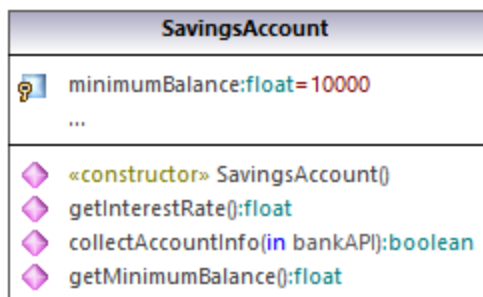 SavingsAccount
minimumBalance:float=10000
...
«constructor» SavingsAccount()
getInterestRate():float
collectAccountInfo(in bankAPI):boolean
getMinimumBalance():float